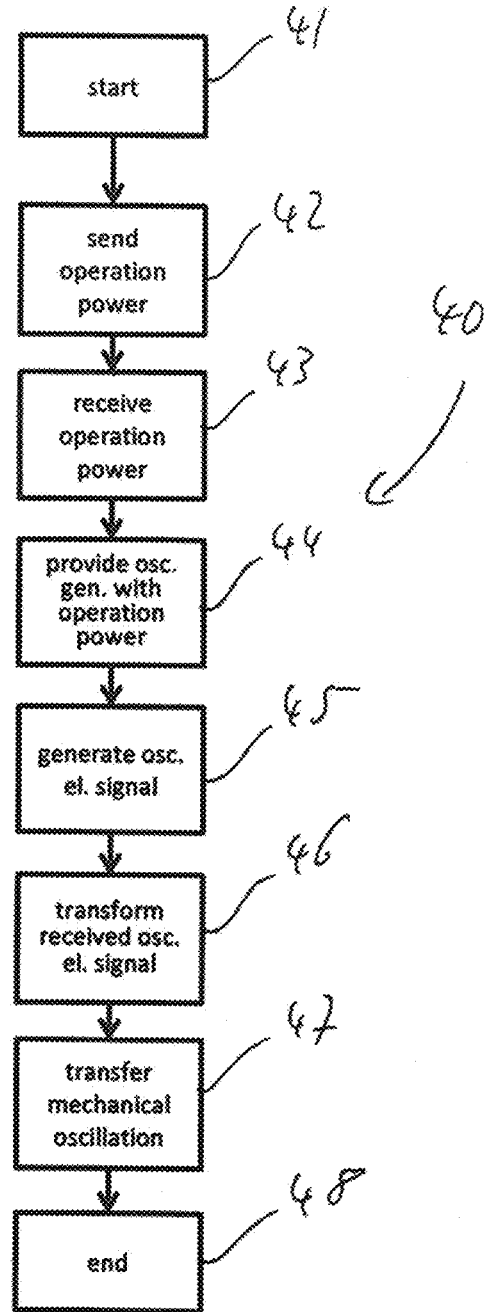 41
start
42
send
operation
power
40
43
receive
operation
power
44
provide osc.
gen. with
operation
power
45
generate osc.
el. signal
46
transform
received osc.
el. signal
47
transfer
mechanical
oscillation
48
end